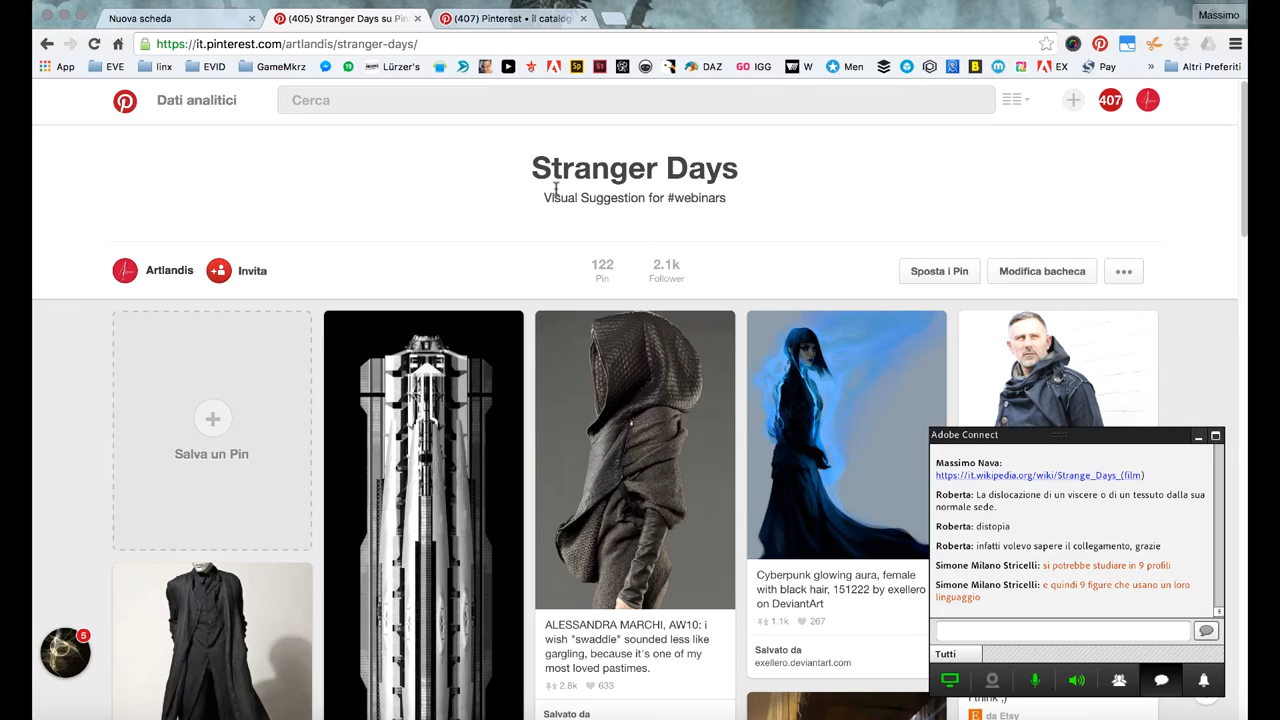 Nuova scheda
(405) Stranger Days su Pin
(407) Pinterest • il catalog
Massimo
https://it.pinterest.com/artlandis/stranger-days/
App EVE linx EVID GameMkrz Lürzer's DAZ GO IGG W Men EX Pay » Altri Preferiti
Dati analitici
Cerca
407
Stranger Days
Visual Suggestion for #webinars
Artlandis
Invita
122
Pin
2.1k
Follower
Sposta i Pin
Modifica bacheca
Salva un Pin
ALESSANDRA MARCHI, AW10: i
wish "swaddle" sounded less like
gargling, because it's one of my
most loved pastimes.
2.8k 633
Salvato da
Cyberpunk glowing aura, female
with black hair, 151222 by exellero
on DeviantArt
1.1k 267
Salvato da
exellero.deviantart.com
Adobe Connect
Massimo Nava:
https://it.wikipedia.org/wiki/Strange_Days_(film)
Roberta: La dislocazione di un viscere o di un tessuto dalla sua
normale sede.
Roberta: distopia
Roberta: infatti volevo sapere il collegamento, grazie
Simone Milano Stricelli: si potrebbe studiare in 9 profili
Simone Milano Stricelli: e quindi 9 figure che usano un loro
linguaggio
Tutti
da Etsy
5